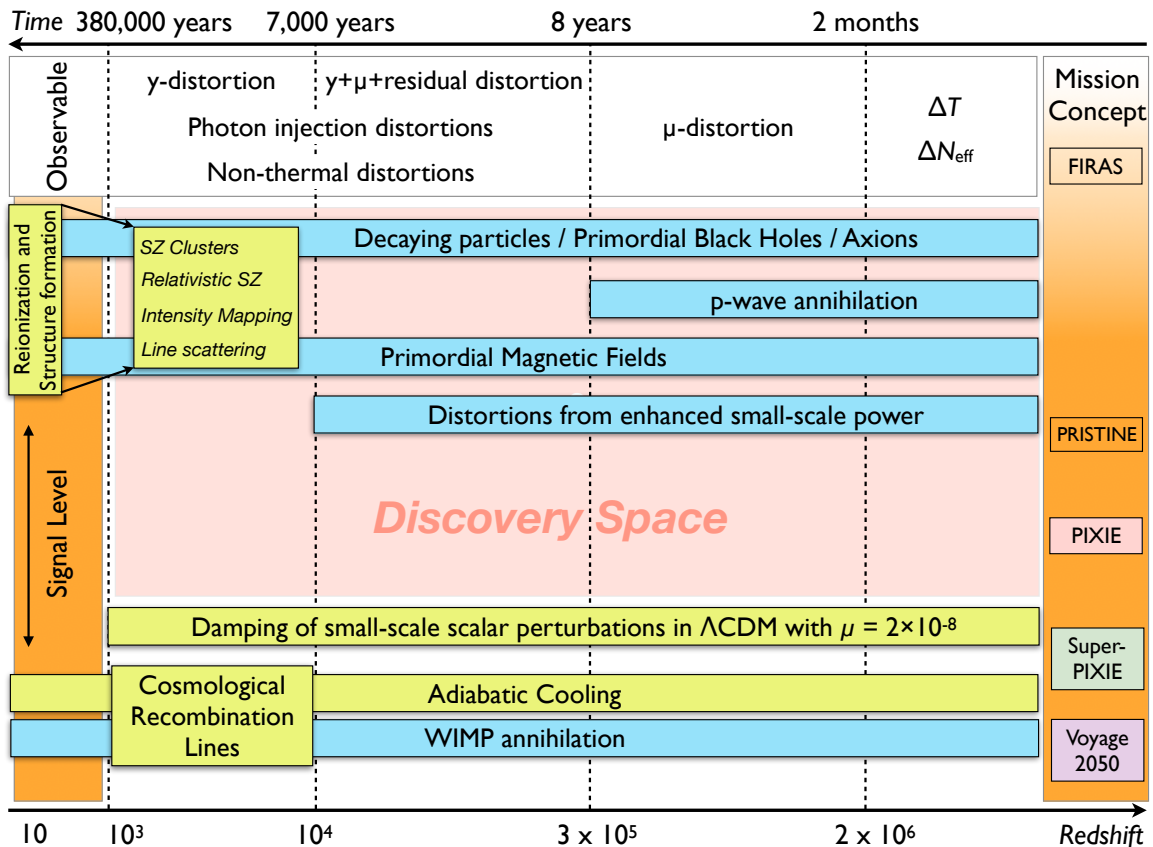 Time 380,000 years 7,000 years 8 years 2 months
Observable
y-distortion y+μ+residual distortion
Photon injection distortions
Non-thermal distortions
μ-distortion
ΔT
ΔN_eff
Mission
Concept
FIRAS
Reionization and
Structure formation
SZ Clusters
Relativistic SZ
Intensity Mapping
Line scattering
Decaying particles / Primordial Black Holes / Axions
p-wave annihilation
Primordial Magnetic Fields
Distortions from enhanced small-scale power
PRISTINE
Signal Level
Discovery Space
PIXIE
Damping of small-scale scalar perturbations in ΛCDM with μ = 2×10⁻⁸
Super-
PIXIE
Cosmological
Recombination
Lines
Adiabatic Cooling
WIMP annihilation
Voyage
2050
10 10³ 10⁴ 3 x 10⁵ 2 x 10⁶ Redshift